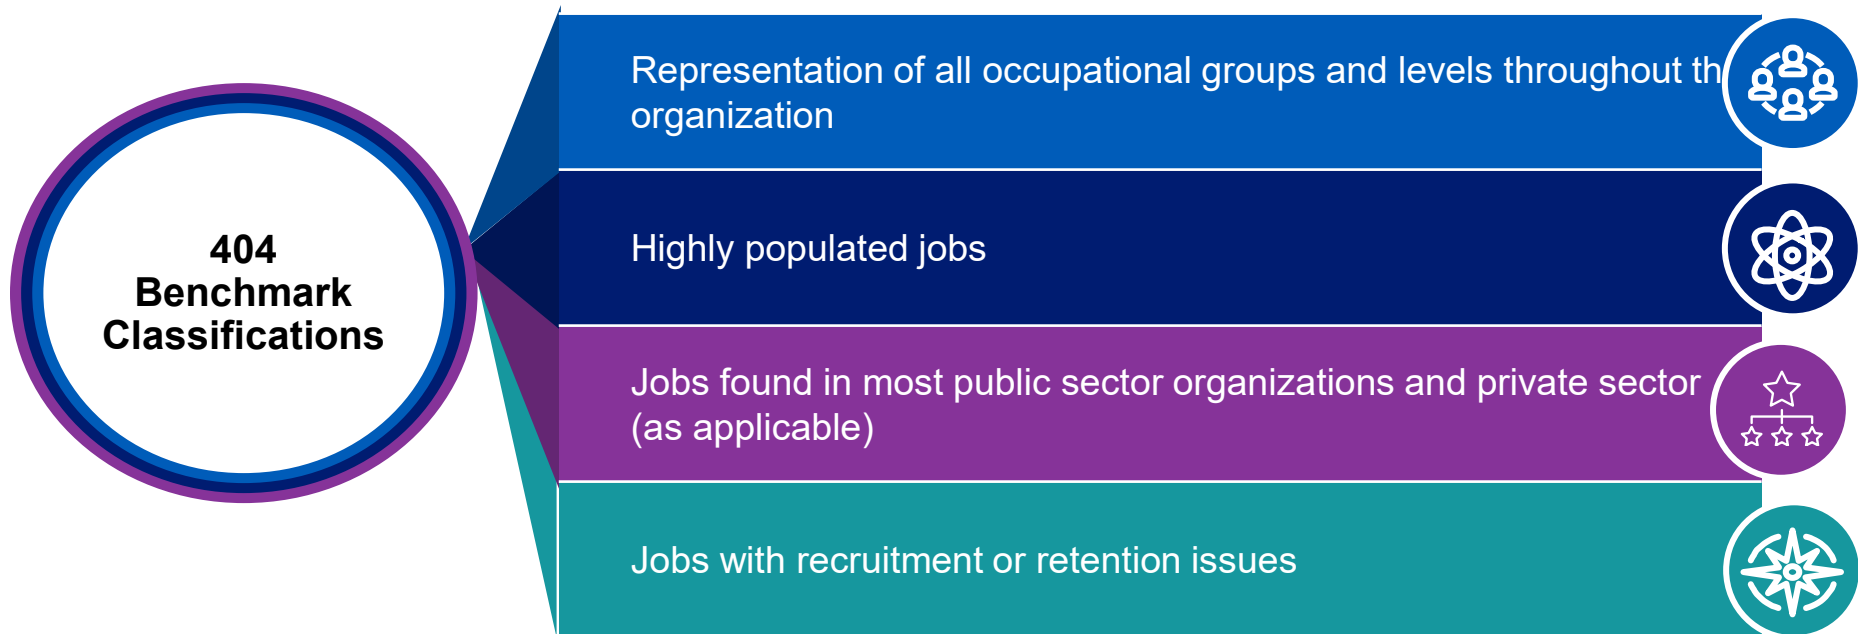 404
Benchmark
Classifications
Representation of all occupational groups and levels throughout th
organization
Highly populated jobs
Jobs found in most public sector organizations and private sector
(as applicable)
Jobs with recruitment or retention issues